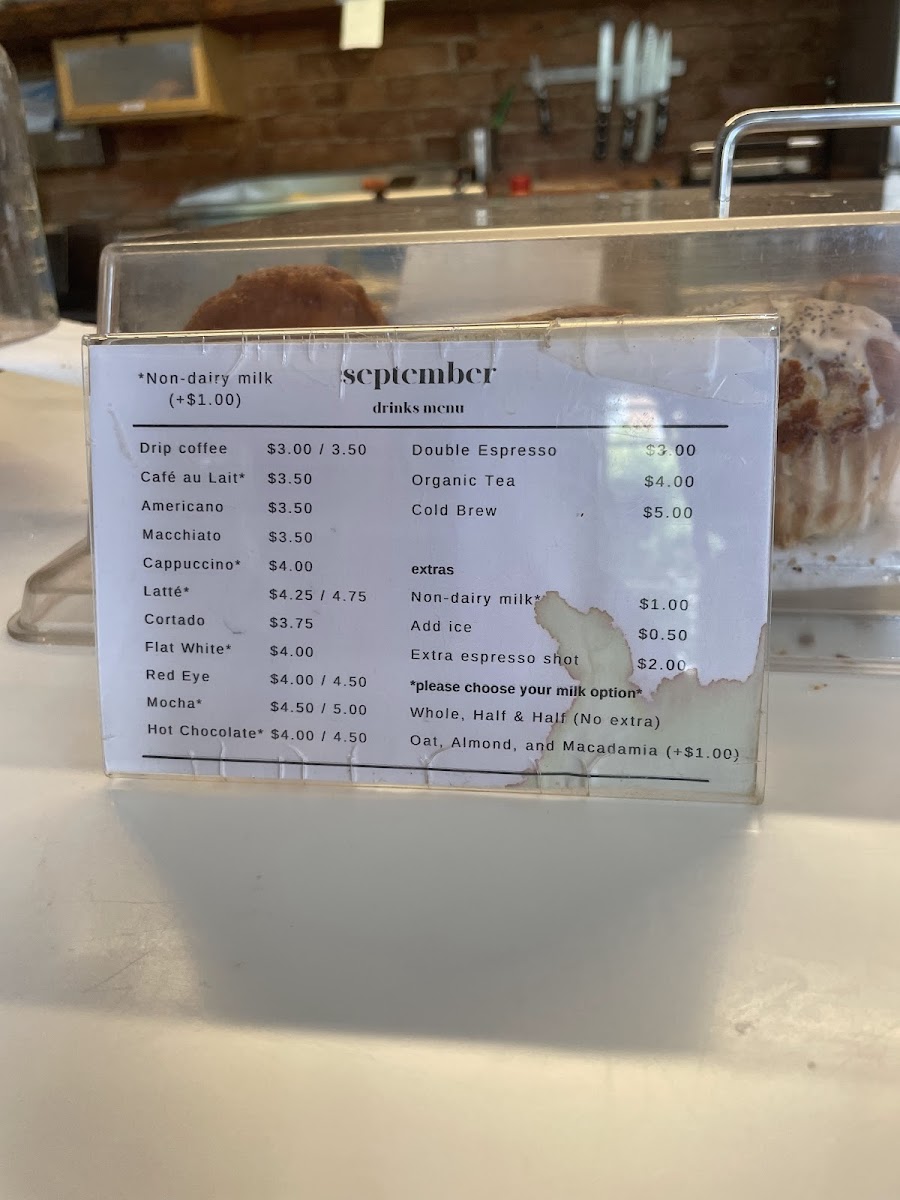 *Non-dairy milk
(+$1.00)
september
drinks menu
Drip coffee $3.00 / 3.50
Café au Lait* $3.50
Americano $3.50
Macchiato $3.50
Cappuccino* $4.00
Latté* $4.25 / 4.75
Cortado $3.75
Flat White* $4.00
Red Eye $4.00 / 4.50
Mocha* $4.50 / 5.00
Hot Chocolate* $4.00 / 4.50
Double Espresso $3.00
Organic Tea $4.00
Cold Brew $5.00
extras
Non-dairy milk* $1.00
Add ice $0.50
Extra espresso shot $2.00
*please choose your milk option*
Whole, Half & Half (No extra)
Oat, Almond, and Macadamia (+$1.00)